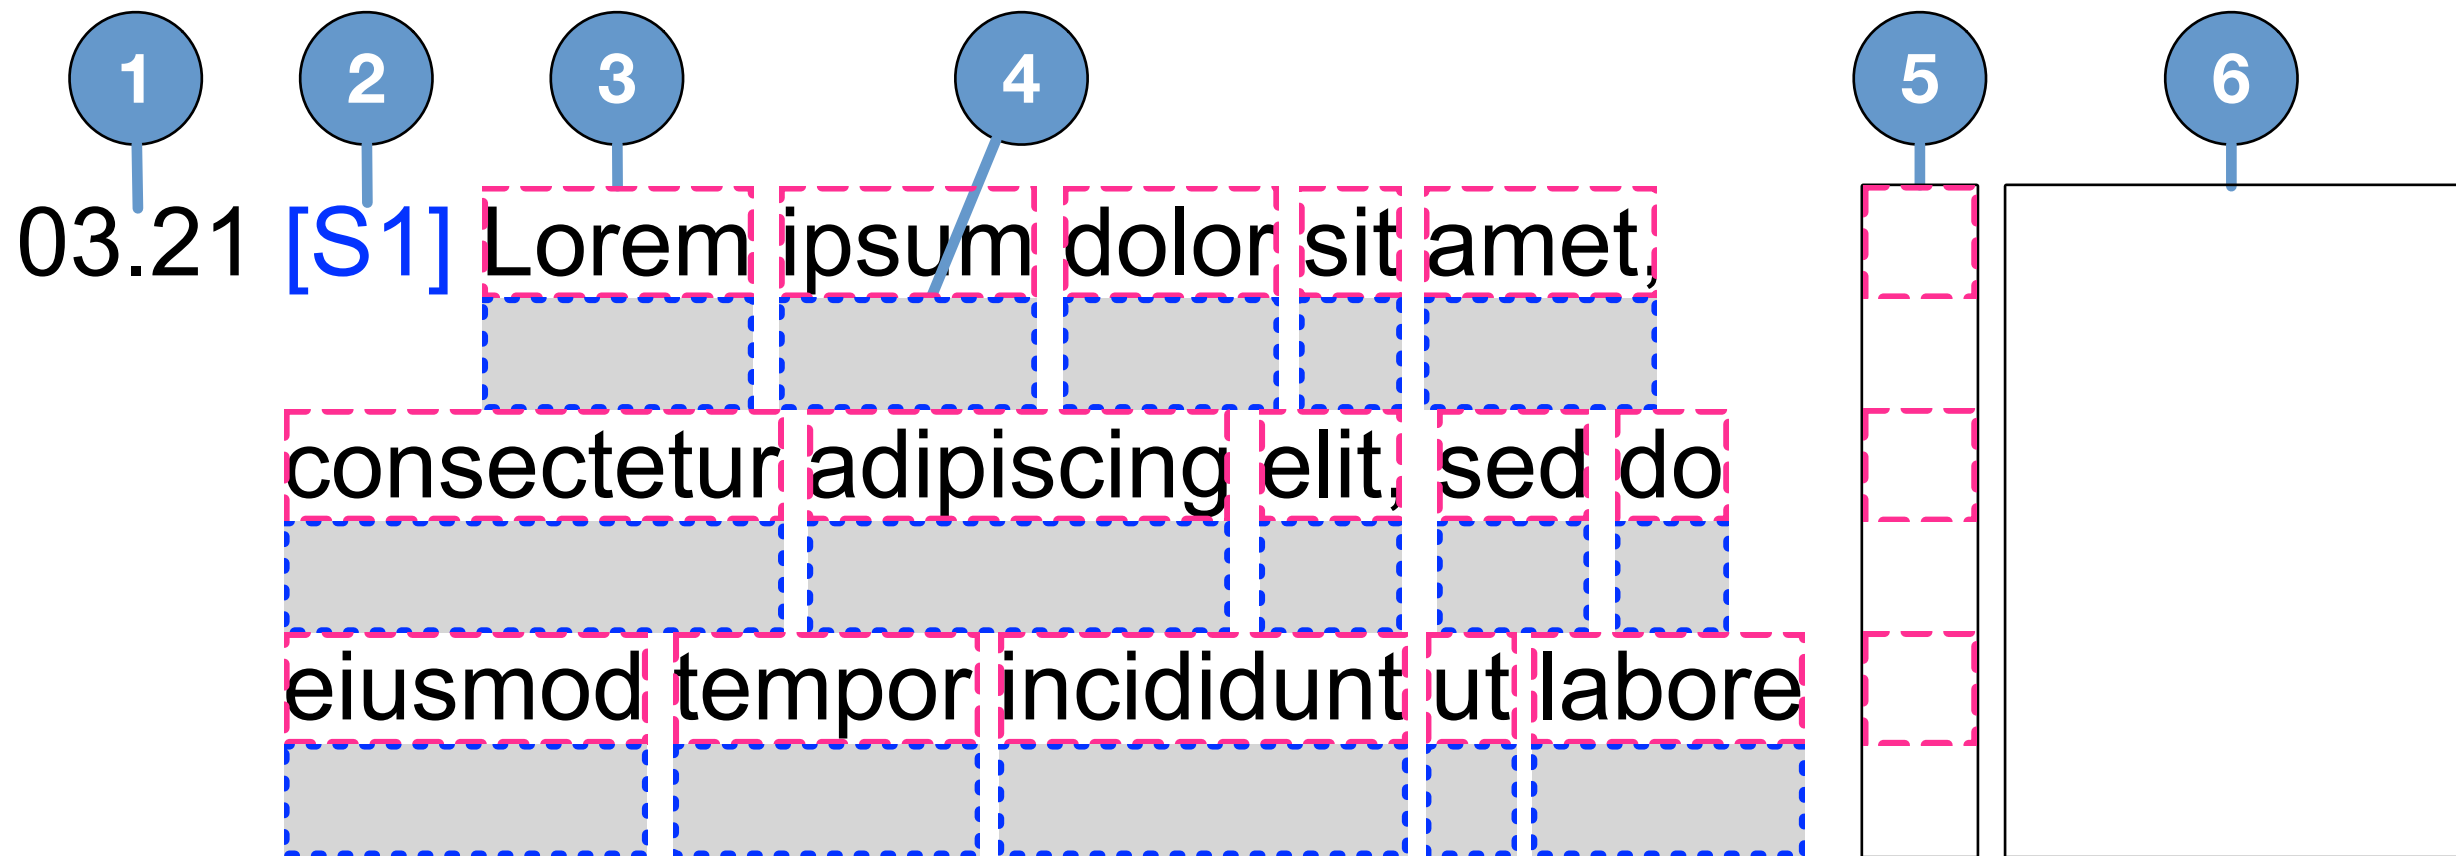 1 2 3 4 5 6
03.21 [S1] Lorem ipsum dolor sit amet,
consectetur adipiscing elit, sed do
eiusmod tempor incididunt ut labore